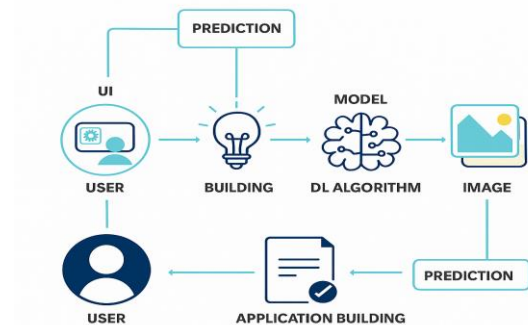 PREDICTION
UI
MODEL
USER
BUILDING
DL ALGORITHM
IMAGE
PREDICTION
USER
APPLICATION BUILDING